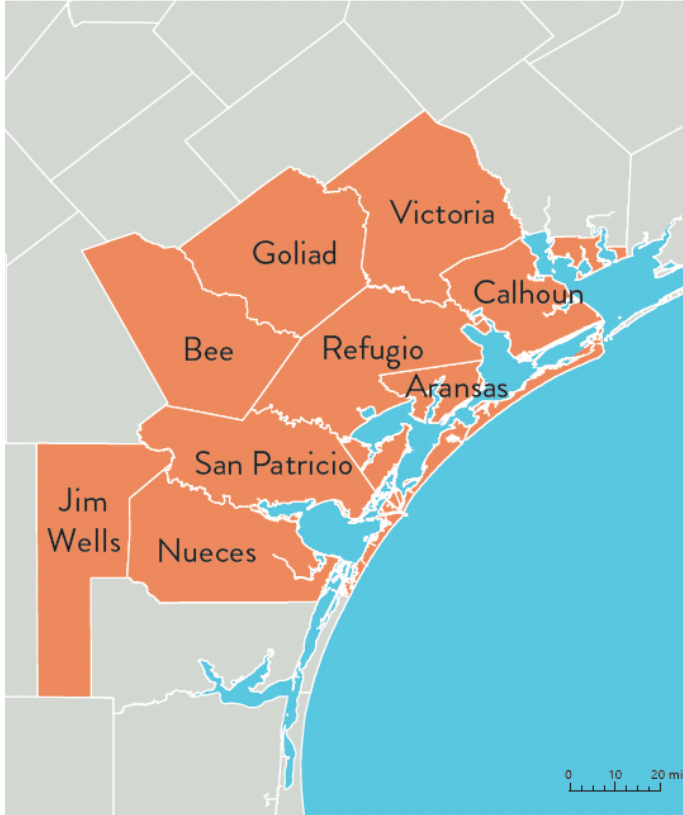 Victoria
Goliad
Calhoun
Bee
Refugio
Aransas
San Patricio
Jim
Wells
Nueces
0 10 20 mi